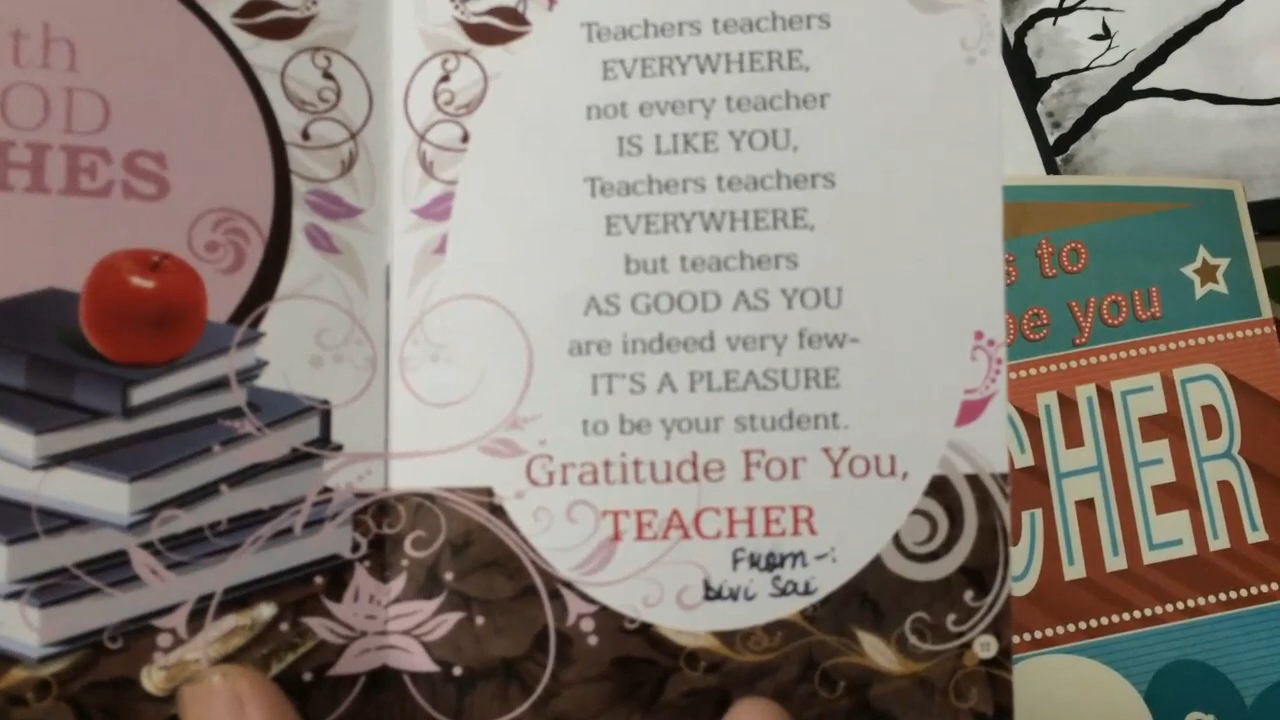 th
OD
HES
Teachers teachers
EVERYWHERE,
not every teacher
IS LIKE YOU,
Teachers teachers
EVERYWHERE,
but teachers
AS GOOD AS YOU
are indeed very few-
IT'S A PLEASURE
to be your student.
Gratitude For You,
TEACHER
From -:
Divi Sai
s to
be you
CHER